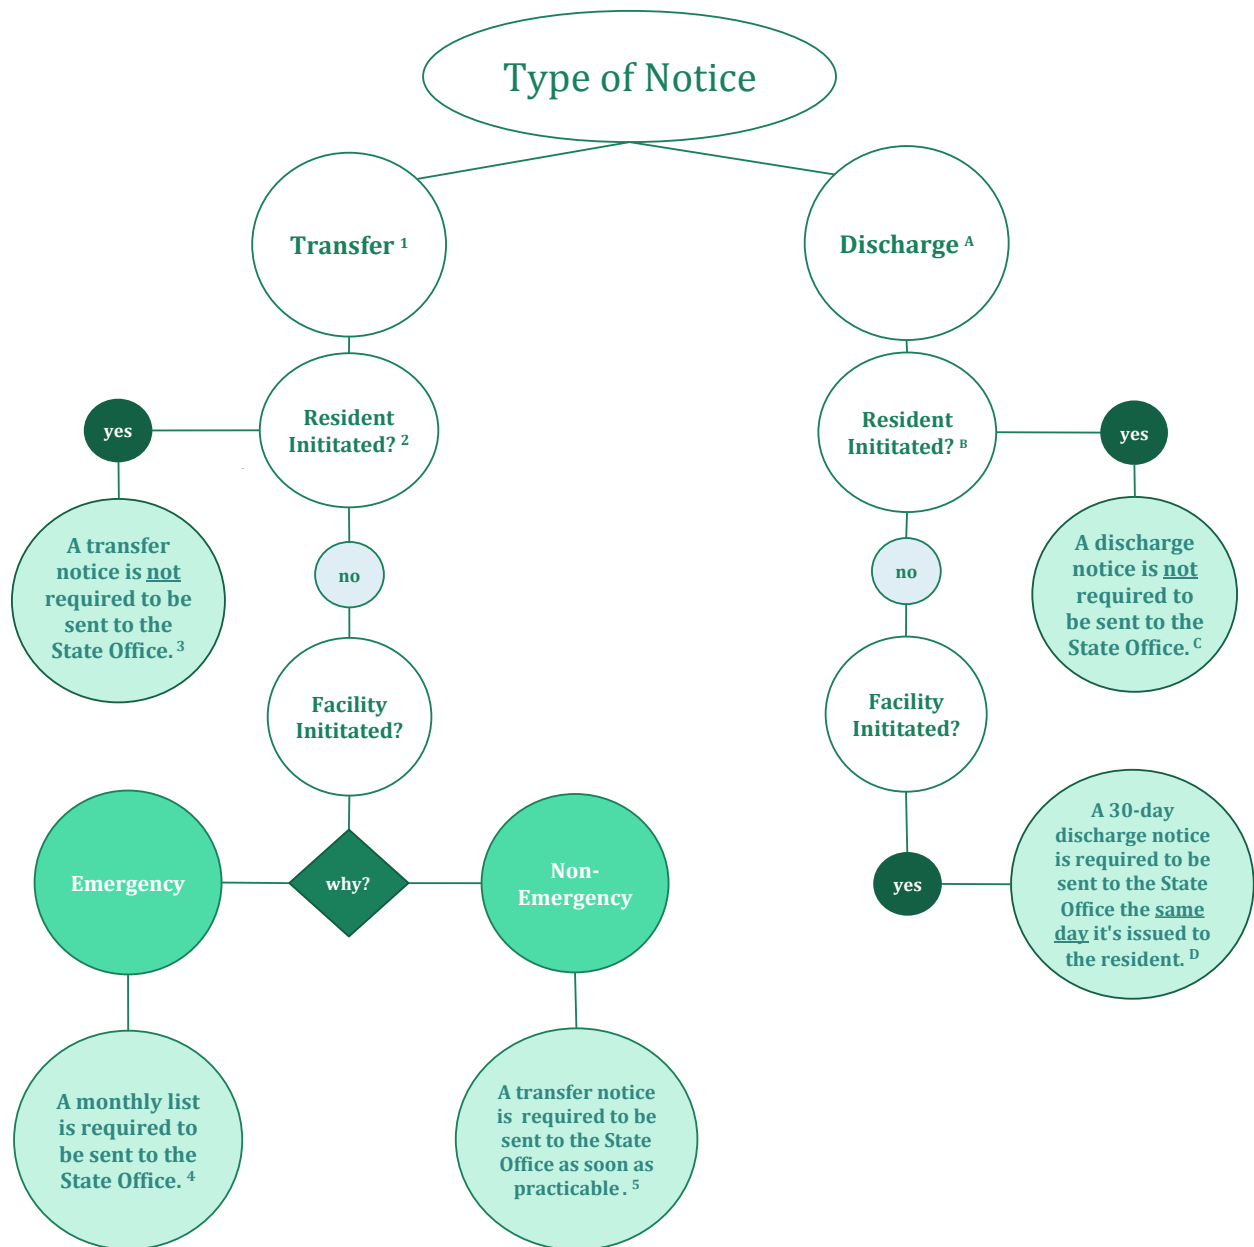 Type of Notice
Transfer 1
Discharge A
yes
Resident
Inititated? 2
Resident
Inititated? B
yes
A transfer
notice is not
required to be
sent to the
State Office. 3
no
no
A discharge
notice is not
required to
be sent to the
State Office. C
Facility
Inititated?
Facility
Inititated?
Emergency
why?
Non-
Emergency
yes
A 30-day
discharge notice
is required to be
sent to the State
Office the same
day it's issued to
the resident. D
A monthly list
is required to
be sent to the
State Office. 4
A transfer notice
is required to be
sent to the State
Office as soon as
practicable . 5